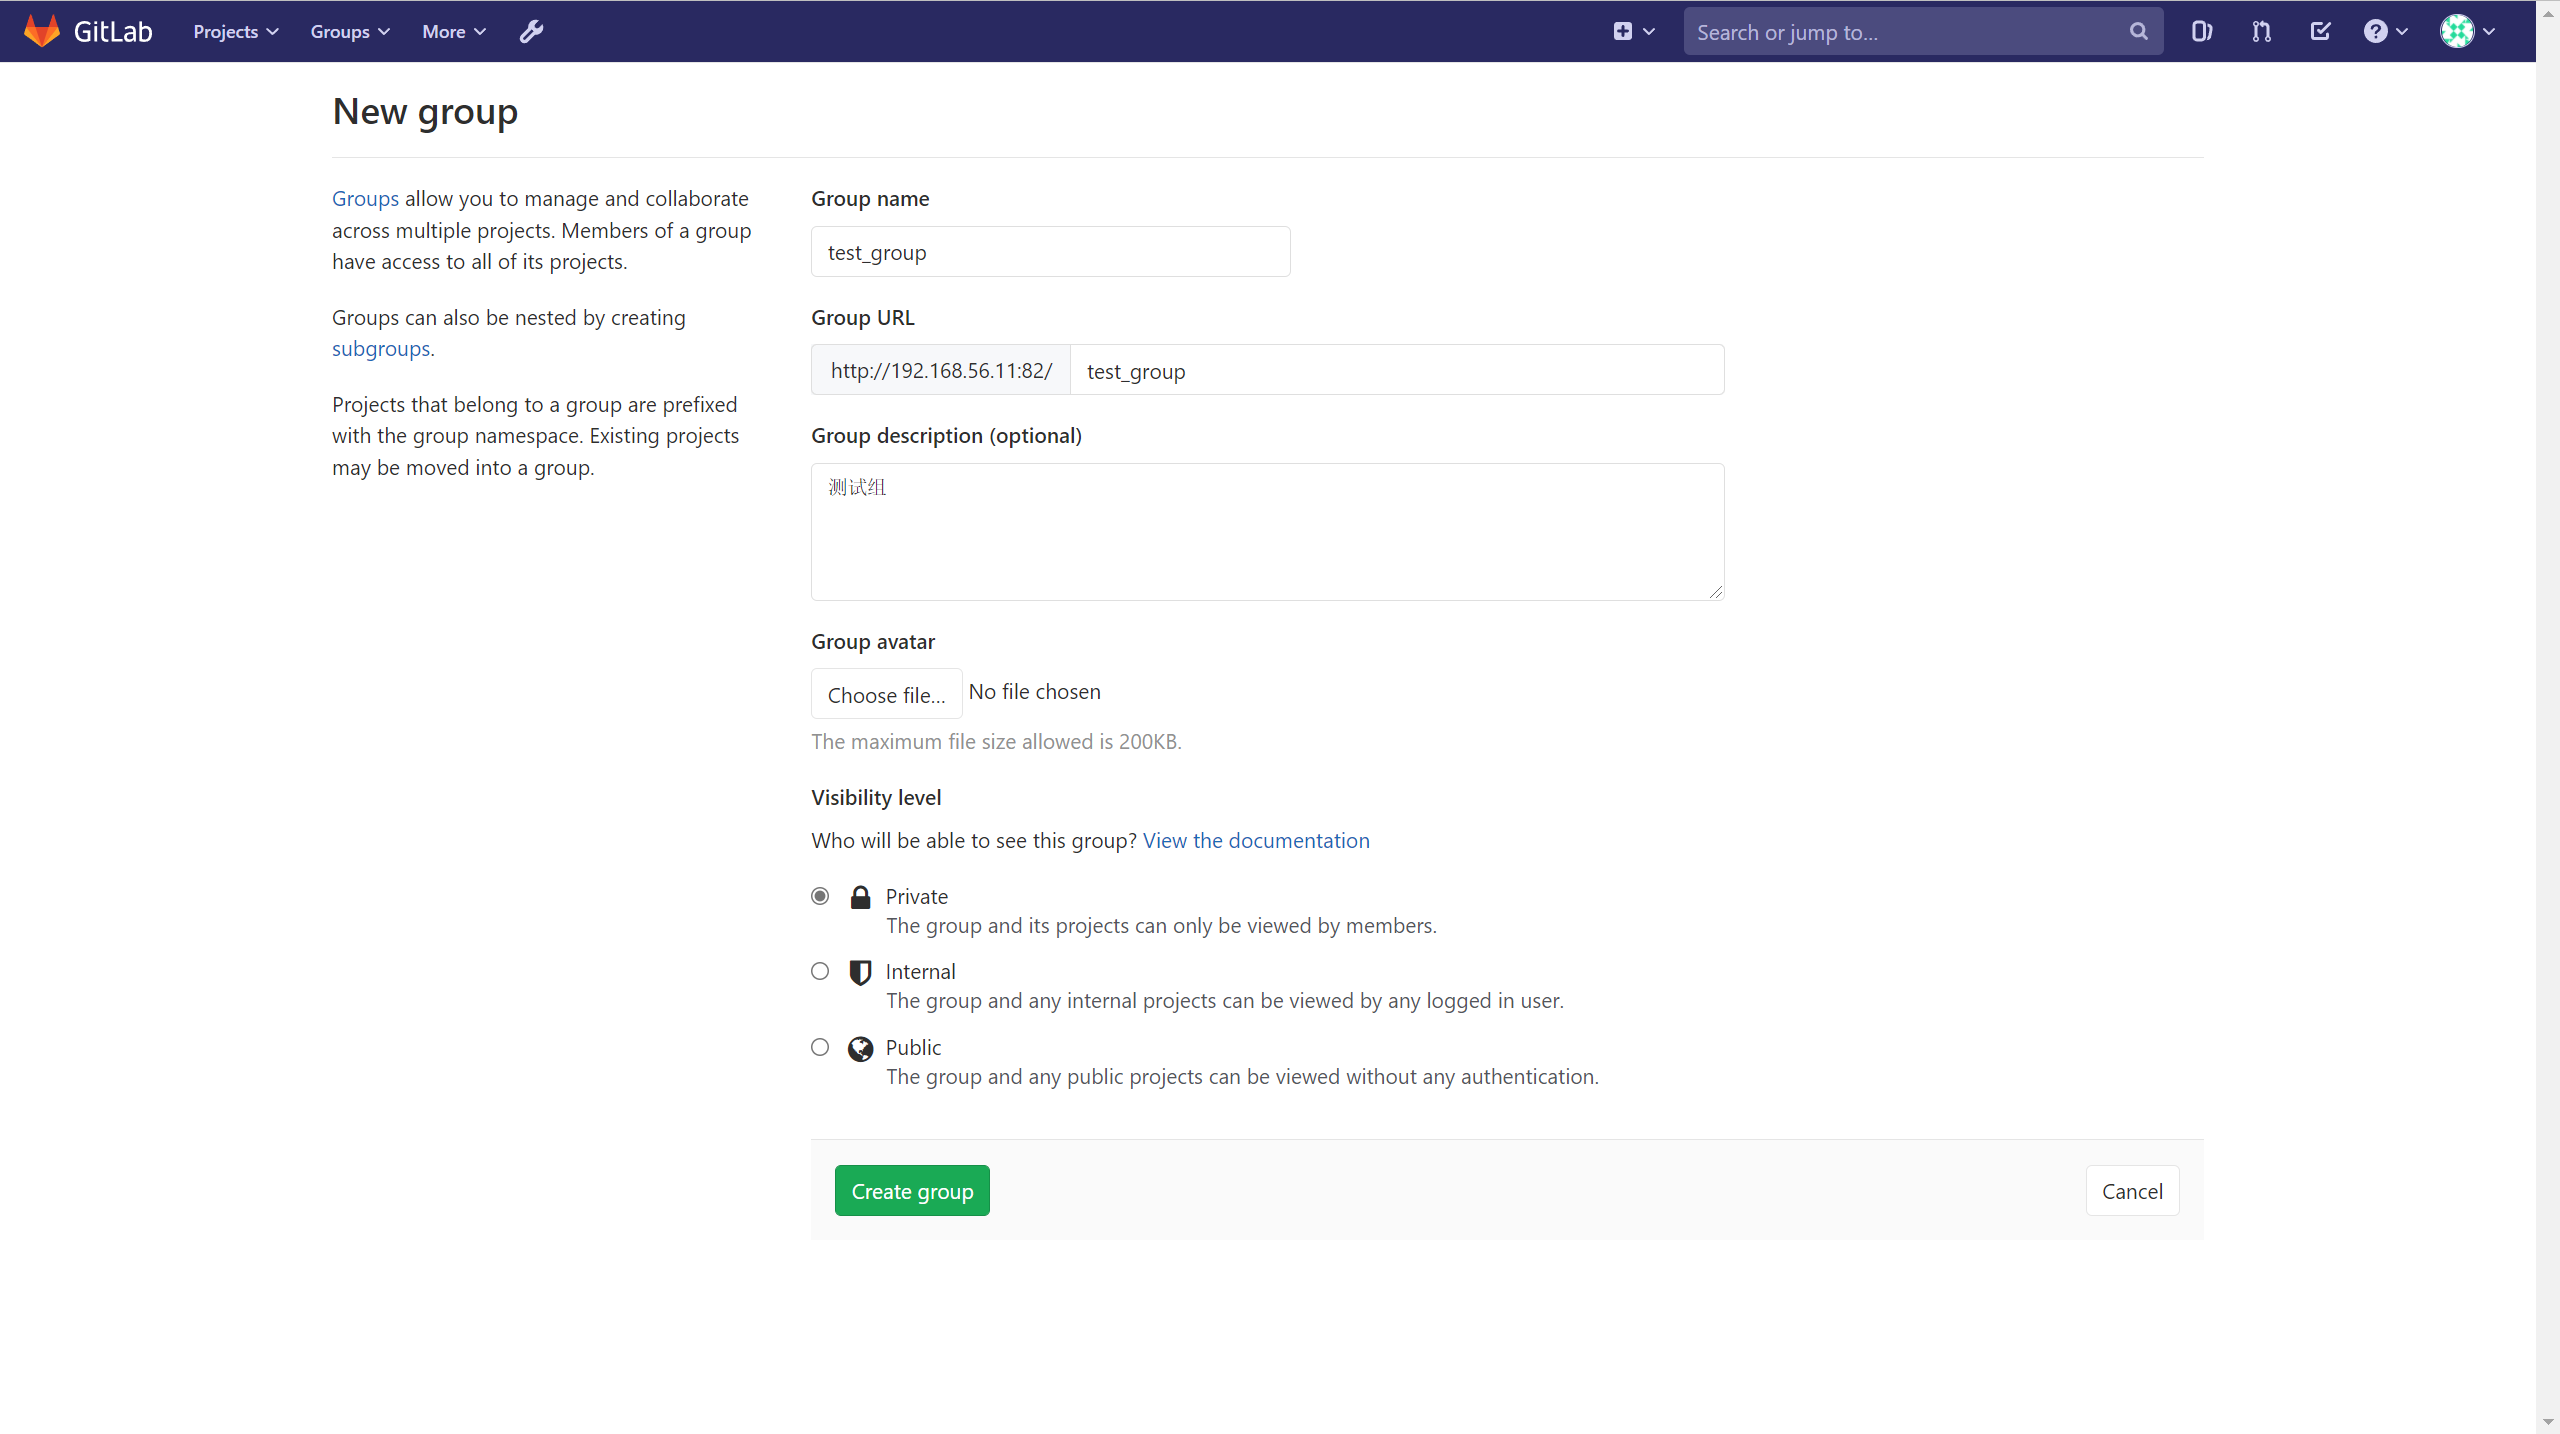 GitLab Projects Groups More Search or jump to...
New group
Groups allow you to manage and collaborate
across multiple projects. Members of a group
have access to all of its projects.
Groups can also be nested by creating
subgroups.
Projects that belong to a group are prefixed
with the group namespace. Existing projects
may be moved into a group.
Group name
test_group
Group URL
http://192.168.56.11:82/ test_group
Group description (optional)
测试组
Group avatar
Choose file... No file chosen
The maximum file size allowed is 200KB.
Visibility level
Who will be able to see this group? View the documentation
Private
The group and its projects can only be viewed by members.
Internal
The group and any internal projects can be viewed by any logged in user.
Public
The group and any public projects can be viewed without any authentication.
Create group Cancel